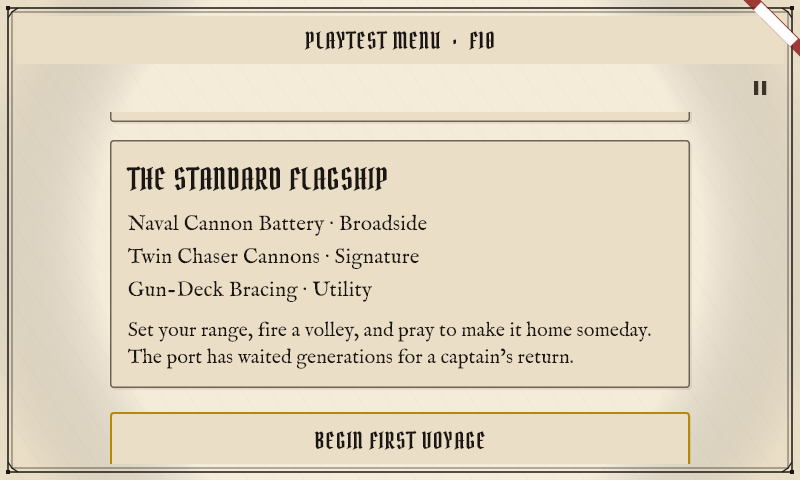 PLAYTEST MENU · F10
THE STANDARD FLAGSHIP
Naval Cannon Battery · Broadside
Twin Chaser Cannons · Signature
Gun-Deck Bracing · Utility
Set your range, fire a volley, and pray to make it home someday.
The port has waited generations for a captain's return.
BEGIN FIRST VOYAGE